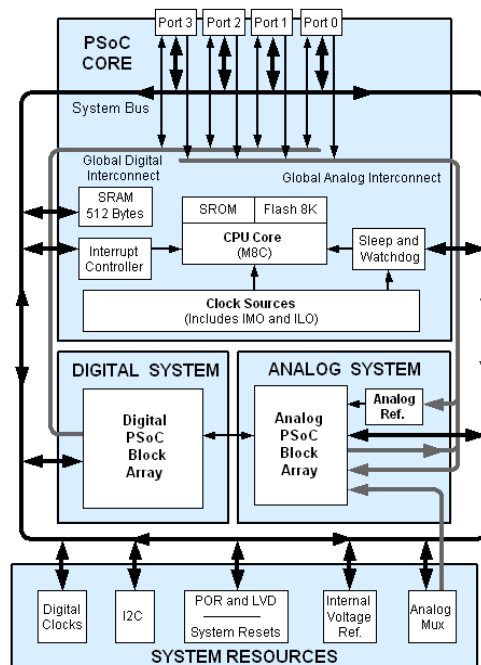 Port 3 Port 2 Port 1 Port 0
PSoC
CORE
System Bus
Global Digital
Interconnect
Global Analog Interconnect
SRAM
512 Bytes
SROM Flash 8K
CPU Core
(M8C)
Interrupt
Controller
Sleep and
Watchdog
Clock Sources
(Includes IMO and ILO)
DIGITAL SYSTEM
ANALOG SYSTEM
Digital
PSoC
Block
Array
Analog
PSoC
Block
Array
Analog
Ref.
Digital
Clocks
I2C
POR and LVD
System Resets
Internal
Voltage
Ref.
Analog
Mux
SYSTEM RESOURCES